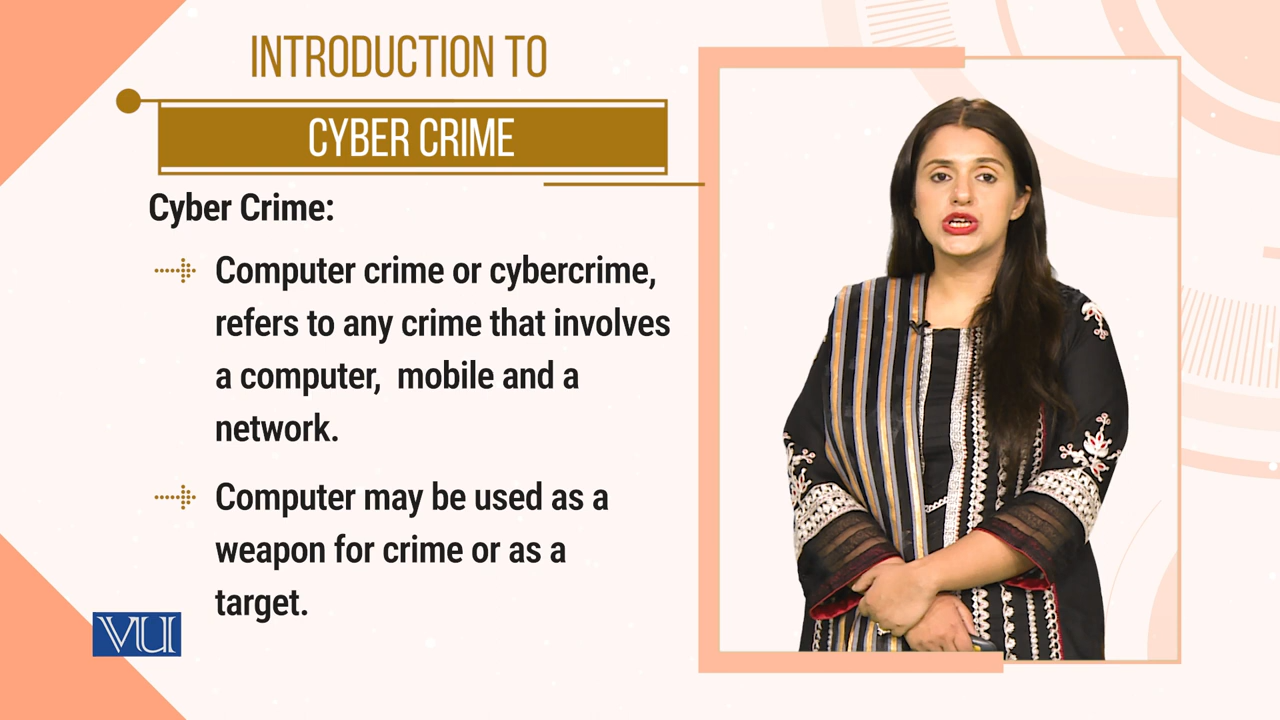 INTRODUCTION TO
CYBER CRIME
Cyber Crime:
Computer crime or cybercrime,
refers to any crime that involves
a computer,  mobile and a
network.
Computer may be used as a
weapon for crime or as a
target.
VU